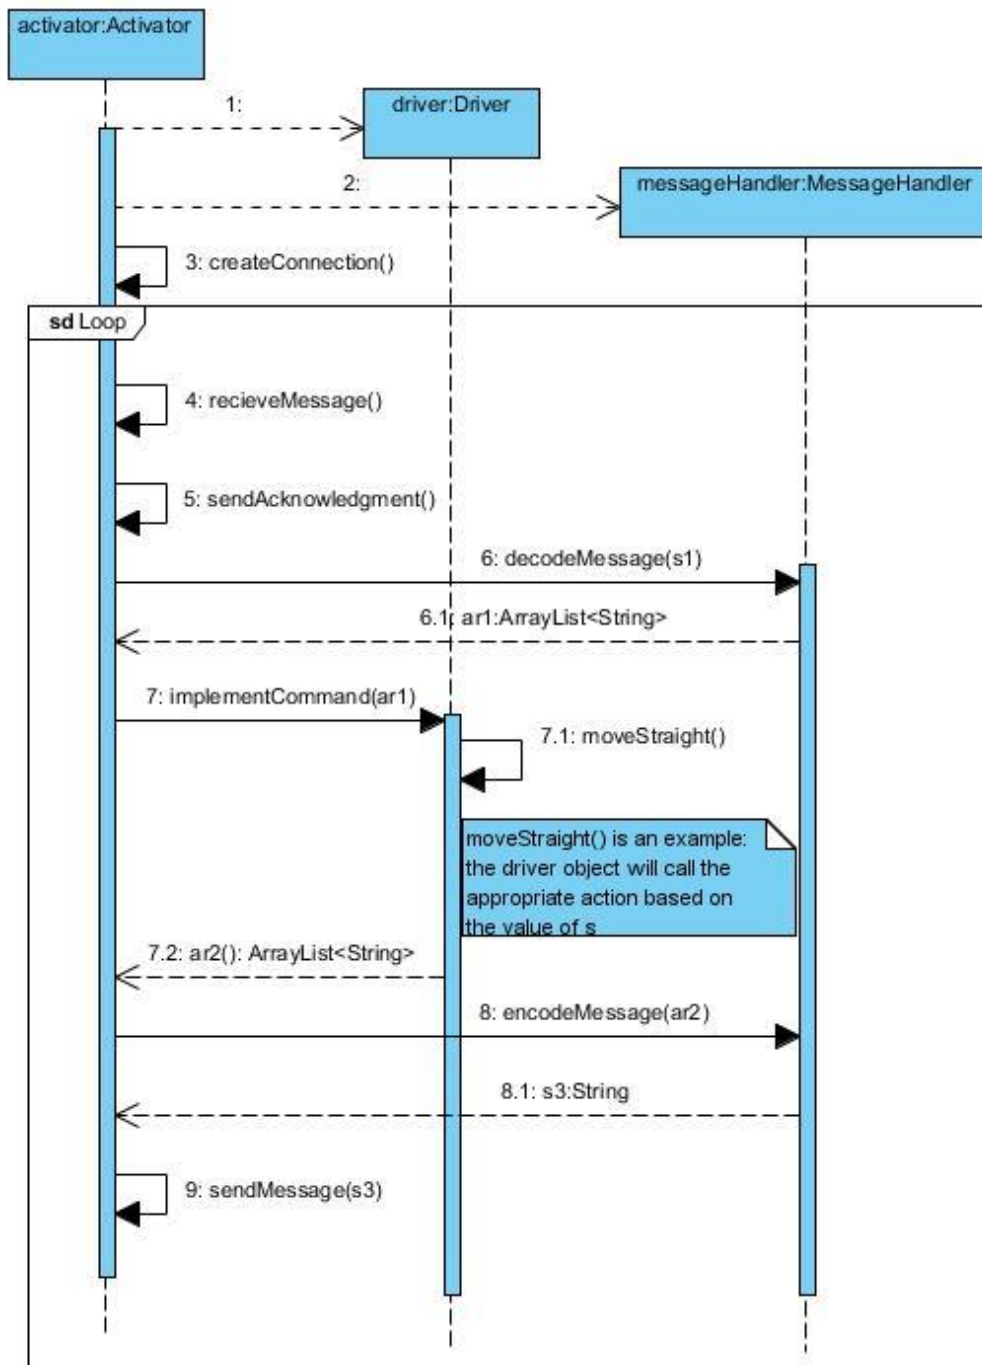 activator:Activator
1:
driver:Driver
2:
messageHandler:MessageHandler
3: createConnection()
sd Loop
4: recieveMessage()
5: sendAcknowledgment()
6: decodeMessage(s1)
6.1: ar1:ArrayList<String>
7: implementCommand(ar1)
7.1: moveStraight()
moveStraight() is an example:
the driver object will call the
appropriate action based on
the value of s
7.2: ar2(): ArrayList<String>
8: encodeMessage(ar2)
8.1: s3:String
9: sendMessage(s3)